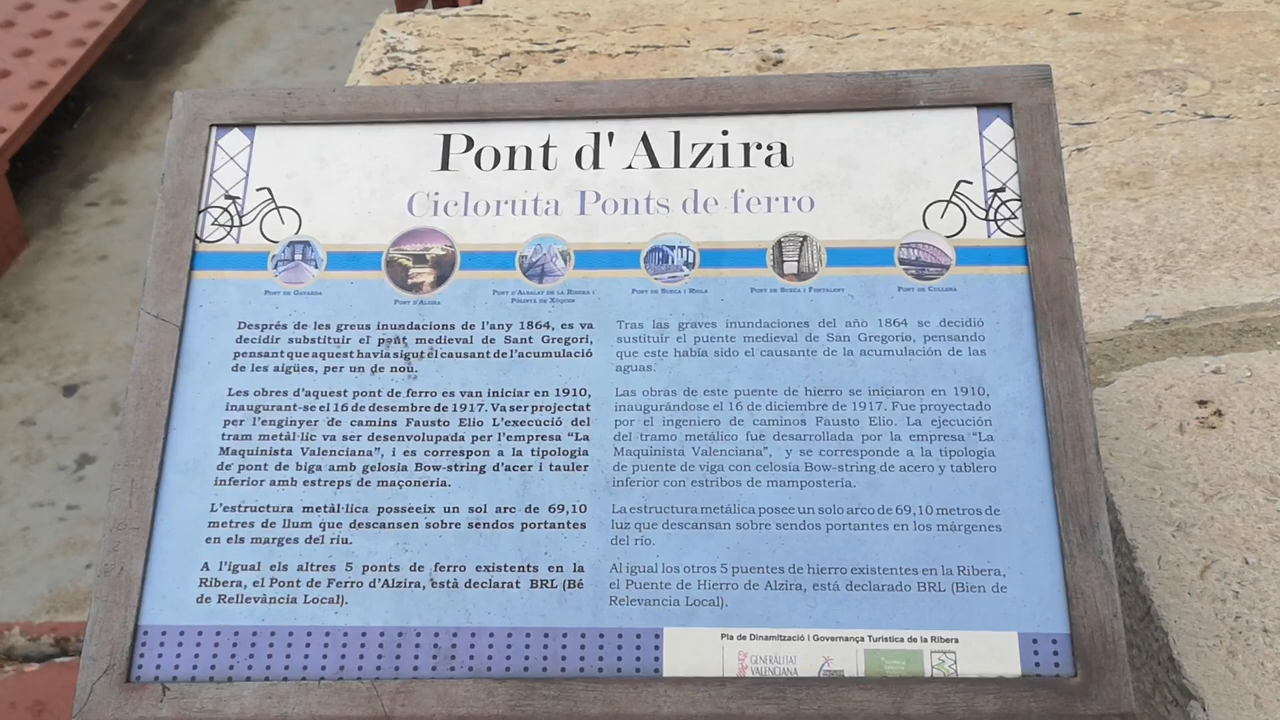 Pont d'Alzira
Cicloruta Ponts de ferro
Pont de Gavarda
Pont d'Alzira
Pont d'Albalat de la Ribera i
Polinyà de Xúquer
Pont de Sueca i Riola
Pont de Sueca i Fortaleny
Pont de Cullera
Després de les greus inundacions de l'any 1864, es va
decidir substituir el pont medieval de Sant Gregori,
pensant que aquest havia sigut el causant de l'acumulació
de les aigües, per un de nou.
Les obres d'aquest pont de ferro es van iniciar en 1910,
inaugurant-se el 16 de desembre de 1917. Va ser projectat
per l'enginyer de camins Fausto Elio L'execució del
tram metàl·lic va ser desenvolupada per l'empresa “La
Maquinista Valenciana”, i es correspon a la tipologia
de pont de biga amb gelosia Bow-string d'acer i tauler
inferior amb estreps de maçoneria.
L'estructura metàl·lica posseeix un sol arc de 69,10
metres de llum que descansen sobre sendos portantes
en els marges del riu.
A l'igual els altres 5 ponts de ferro existents en la
Ribera, el Pont de Ferro d'Alzira, està declarat BRL (Bé
de Rellevància Local).
Tras las graves inundaciones del año 1864 se decidió
sustituir el puente medieval de San Gregorio, pensando
que este había sido el causante de la acumulación de las
aguas.
Las obras de este puente de hierro se iniciaron en 1910,
inaugurándose el 16 de diciembre de 1917. Fue proyectado
por el ingeniero de caminos Fausto Elio. La ejecución
del tramo metálico fue desarrollada por la empresa “La
Maquinista Valenciana”, y se corresponde a la tipologia
de puente de viga con celosía Bow-string de acero y tablero
inferior con estribos de mampostería.
La estructura metálica posee un solo arco de 69,10 metros de
luz que descansan sobre sendos portantes en los márgenes
del río.
Al igual los otros 5 puentes de hierro existentes en la Ribera,
el Puente de Hierro de Alzira, está declarado BRL (Bien de
Relevancia Local).
Pla de Dinamització i Governança Turística de la Ribera
GENERALITAT
VALENCIANA